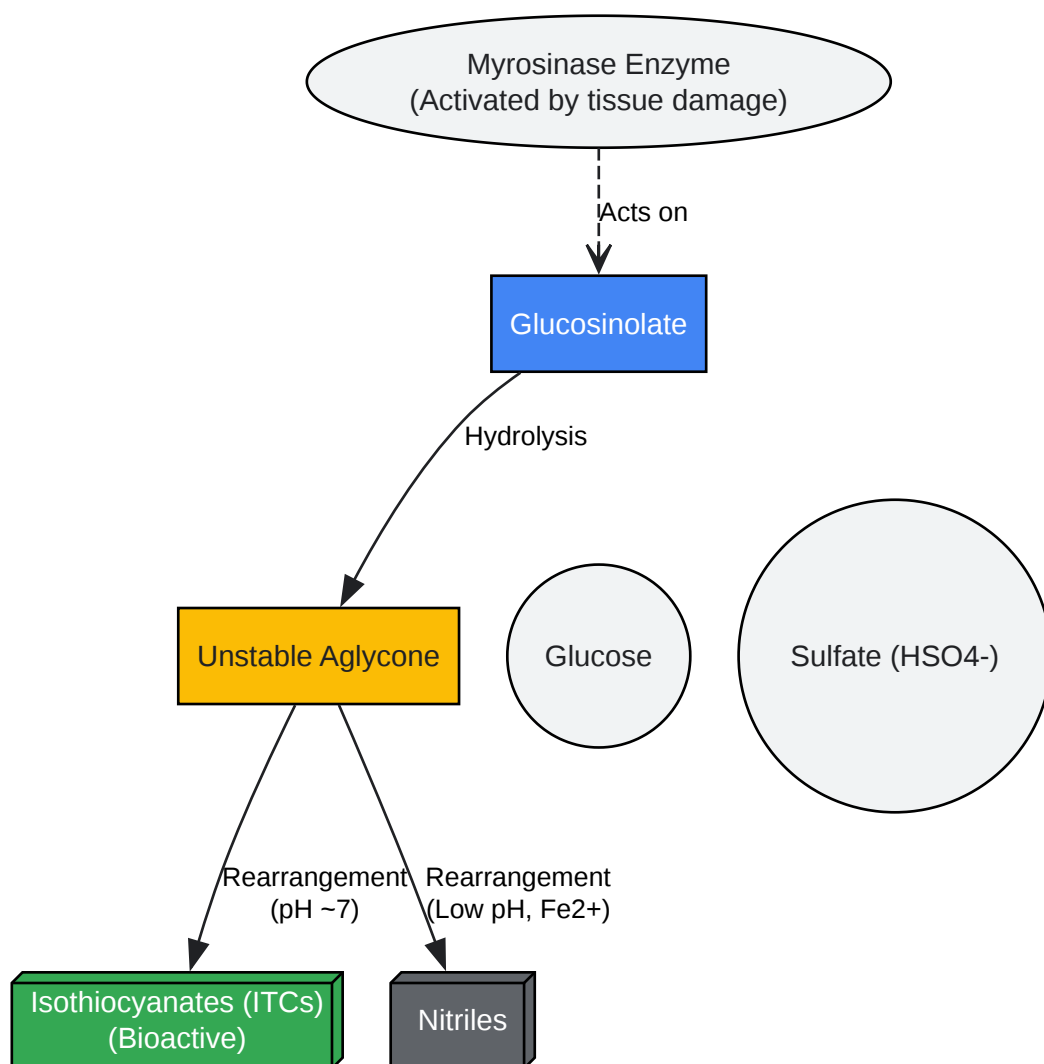 Myrosinase Enzyme
(Activated by tissue damage)
Acts on
Glucosinolate
Hydrolysis
Unstable Aglycone
Glucose
Sulfate (HSO4-)
Rearrangement
(pH ~7)
Rearrangement
(Low pH, Fe2+)
Isothiocyanates (ITCs)
(Bioactive)
Nitriles